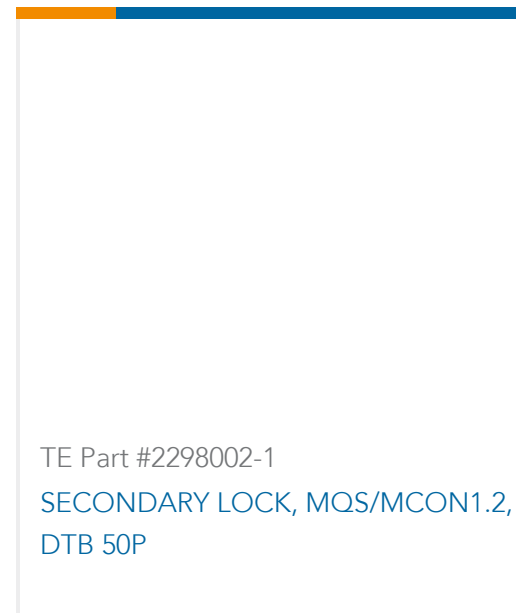 TE Part #2298002-1
SECONDARY LOCK, MQS/MCON1.2,
DTB 50P